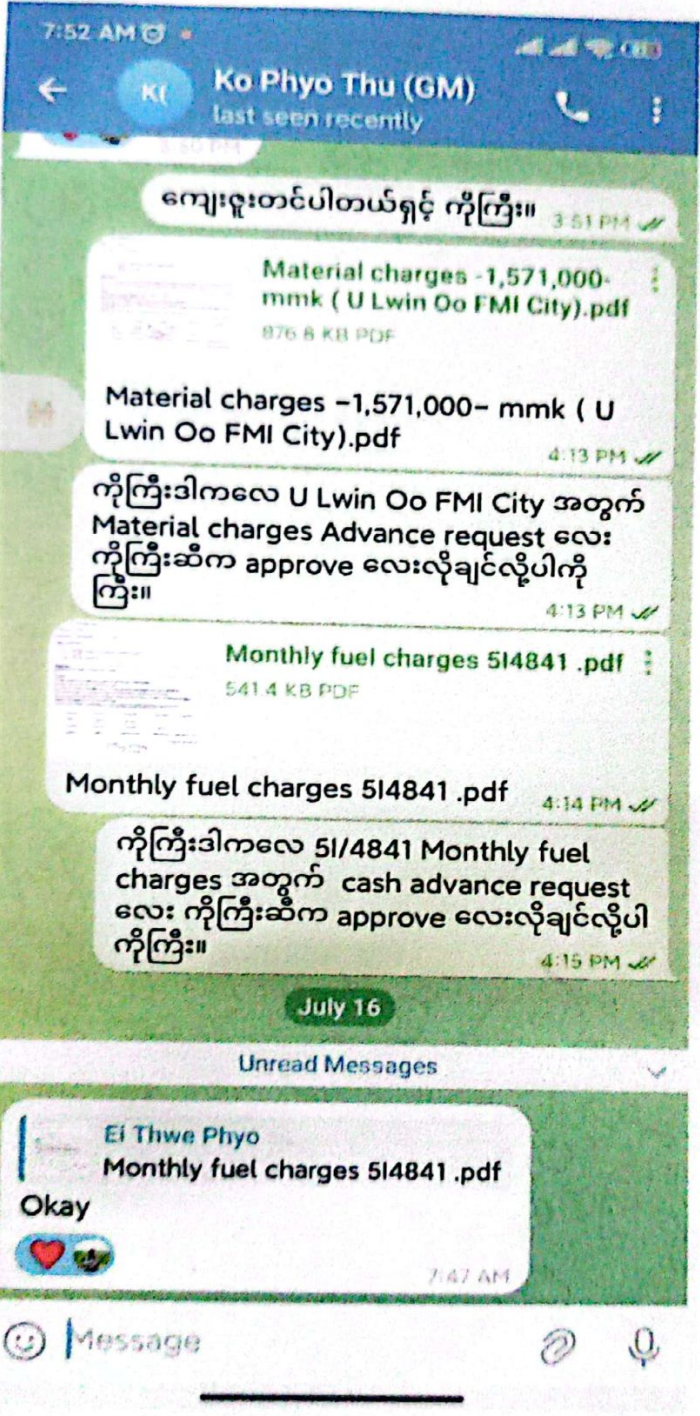 7:52 AM
Ko Phyo Thu (GM)
last seen recently
ကျေးဇူးတင်ပါတယ်ရှင့် ကိုကြီး။
3:51 PM
Material charges -1,571,000-
mmk ( U Lwin Oo FMI City).pdf
876.8 KB PDF
Material charges -1,571,000- mmk ( U
Lwin Oo FMI City).pdf
4:13 PM
ကိုကြီးဒါကလေ U Lwin Oo FMI City အတွက်
Material charges Advance request လေး
ကိုကြီးဆီက approve လေးလိုချင်လို့ပါကို
ကြီး။
4:13 PM
Monthly fuel charges 5I4841 .pdf
541.4 KB PDF
Monthly fuel charges 5I4841 .pdf
4:14 PM
ကိုကြီးဒါကလေ 5I/4841 Monthly fuel
charges အတွက် cash advance request
လေး ကိုကြီးဆီက approve လေးလိုချင်လို့ပါ
ကိုကြီး။
4:15 PM
July 16
Unread Messages
Ei Thwe Phyo
Monthly fuel charges 5I4841 .pdf
Okay
7:47 AM
Message